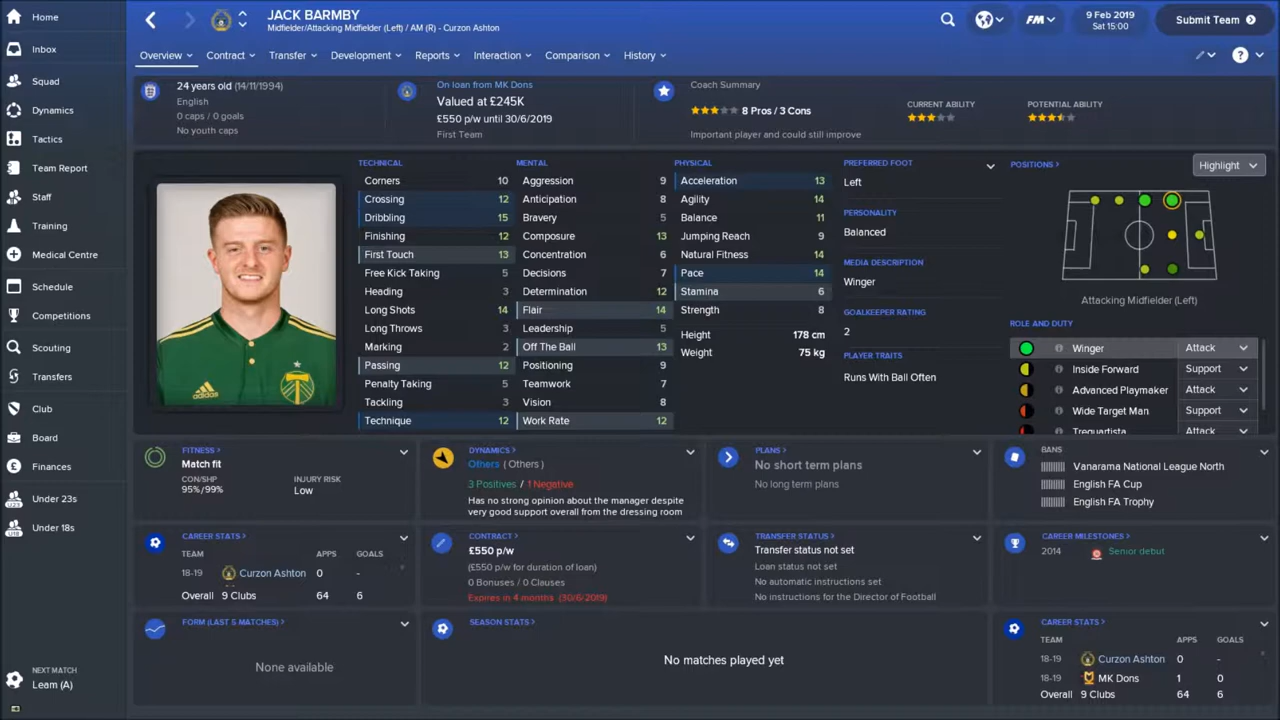 Home
Inbox
Squad
Dynamics
Tactics
Team Report
Staff
Training
Medical Centre
Schedule
Competitions
Scouting
Transfers
Club
Board
Finances
Under 23s
Under 18s
NEXT MATCH
Leam (A)
JACK BARMBY
Midfielder/Attacking Midfielder (Left) / AM (R) - Curzon Ashton
FM
9 Feb 2019
Sat 15:00
Submit Team
Overview
Contract
Transfer
Development
Reports
Interaction
Comparison
History
?
24 years old (14/11/1994)
English
0 caps / 0 goals
No youth caps
On loan from MK Dons
Valued at £245K
£550 p/w until 30/6/2019
First Team
Coach Summary
8 Pros / 3 Cons
Important player and could still improve
CURRENT ABILITY
POTENTIAL ABILITY
TECHNICAL
Corners 10
Crossing 12
Dribbling 15
Finishing 12
First Touch 13
Free Kick Taking 5
Heading 3
Long Shots 14
Long Throws 3
Marking 2
Passing 12
Penalty Taking 5
Tackling 3
Technique 12
MENTAL
Aggression 9
Anticipation 8
Bravery 5
Composure 13
Concentration 6
Decisions 7
Determination 12
Flair 14
Leadership 5
Off The Ball 13
Positioning 9
Teamwork 7
Vision 8
Work Rate 12
PHYSICAL
Acceleration 13
Agility 14
Balance 11
Jumping Reach 9
Natural Fitness 14
Pace 14
Stamina 6
Strength 8
Height 178 cm
Weight 75 kg
PREFERRED FOOT
Left
PERSONALITY
Balanced
MEDIA DESCRIPTION
Winger
GOALKEEPER RATING
2
PLAYER TRAITS
Runs With Ball Often
POSITIONS >
Highlight
Attacking Midfielder (Left)
ROLE AND DUTY
Winger Attack
Inside Forward Support
Advanced Playmaker Attack
Wide Target Man Support
Trequartista Attack
FITNESS >
Match fit
CON/SHP
95%/99%
INJURY RISK
Low
DYNAMICS >
Others ( Others )
3 Positives / 1 Negative
Has no strong opinion about the manager despite
very good support overall from the dressing room
PLANS >
No short term plans
No long term plans
BANS
Vanarama National League North
English FA Cup
English FA Trophy
CAREER STATS >
TEAM APPS GOALS
18-19 Curzon Ashton 0 -
Overall 9 Clubs 64 6
CONTRACT >
£550 p/w
(£550 p/w for duration of loan)
0 Bonuses / 0 Clauses
Expires in 4 months (30/6/2019)
TRANSFER STATUS >
Transfer status not set
Loan status not set
No automatic instructions set
No instructions for the Director of Football
CAREER MILESTONES >
2014 Senior debut
FORM (LAST 5 MATCHES) >
None available
SEASON STATS >
No matches played yet
CAREER STATS >
TEAM APPS GOALS
18-19 Curzon Ashton 0 -
18-19 MK Dons 1 0
Overall 9 Clubs 64 6